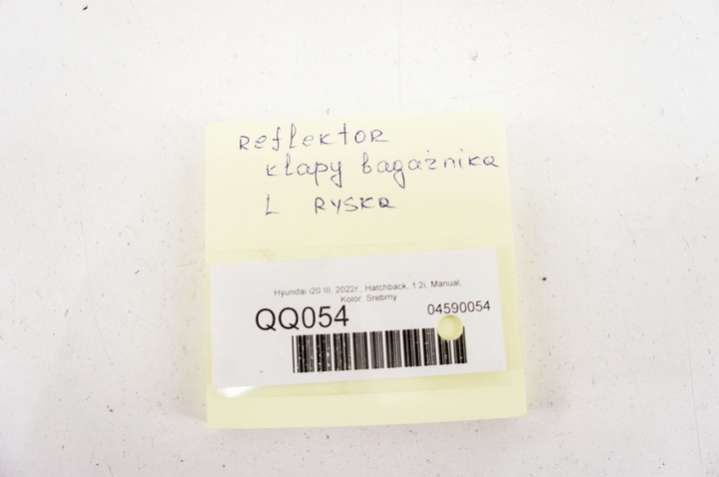 Reflektor
klapy bagażnika
L RYSKA
Hyundai i20 III, 2022r., Hatchback, 1.2i, Manual,
Kolor: Srebrny
QQ054
04590054